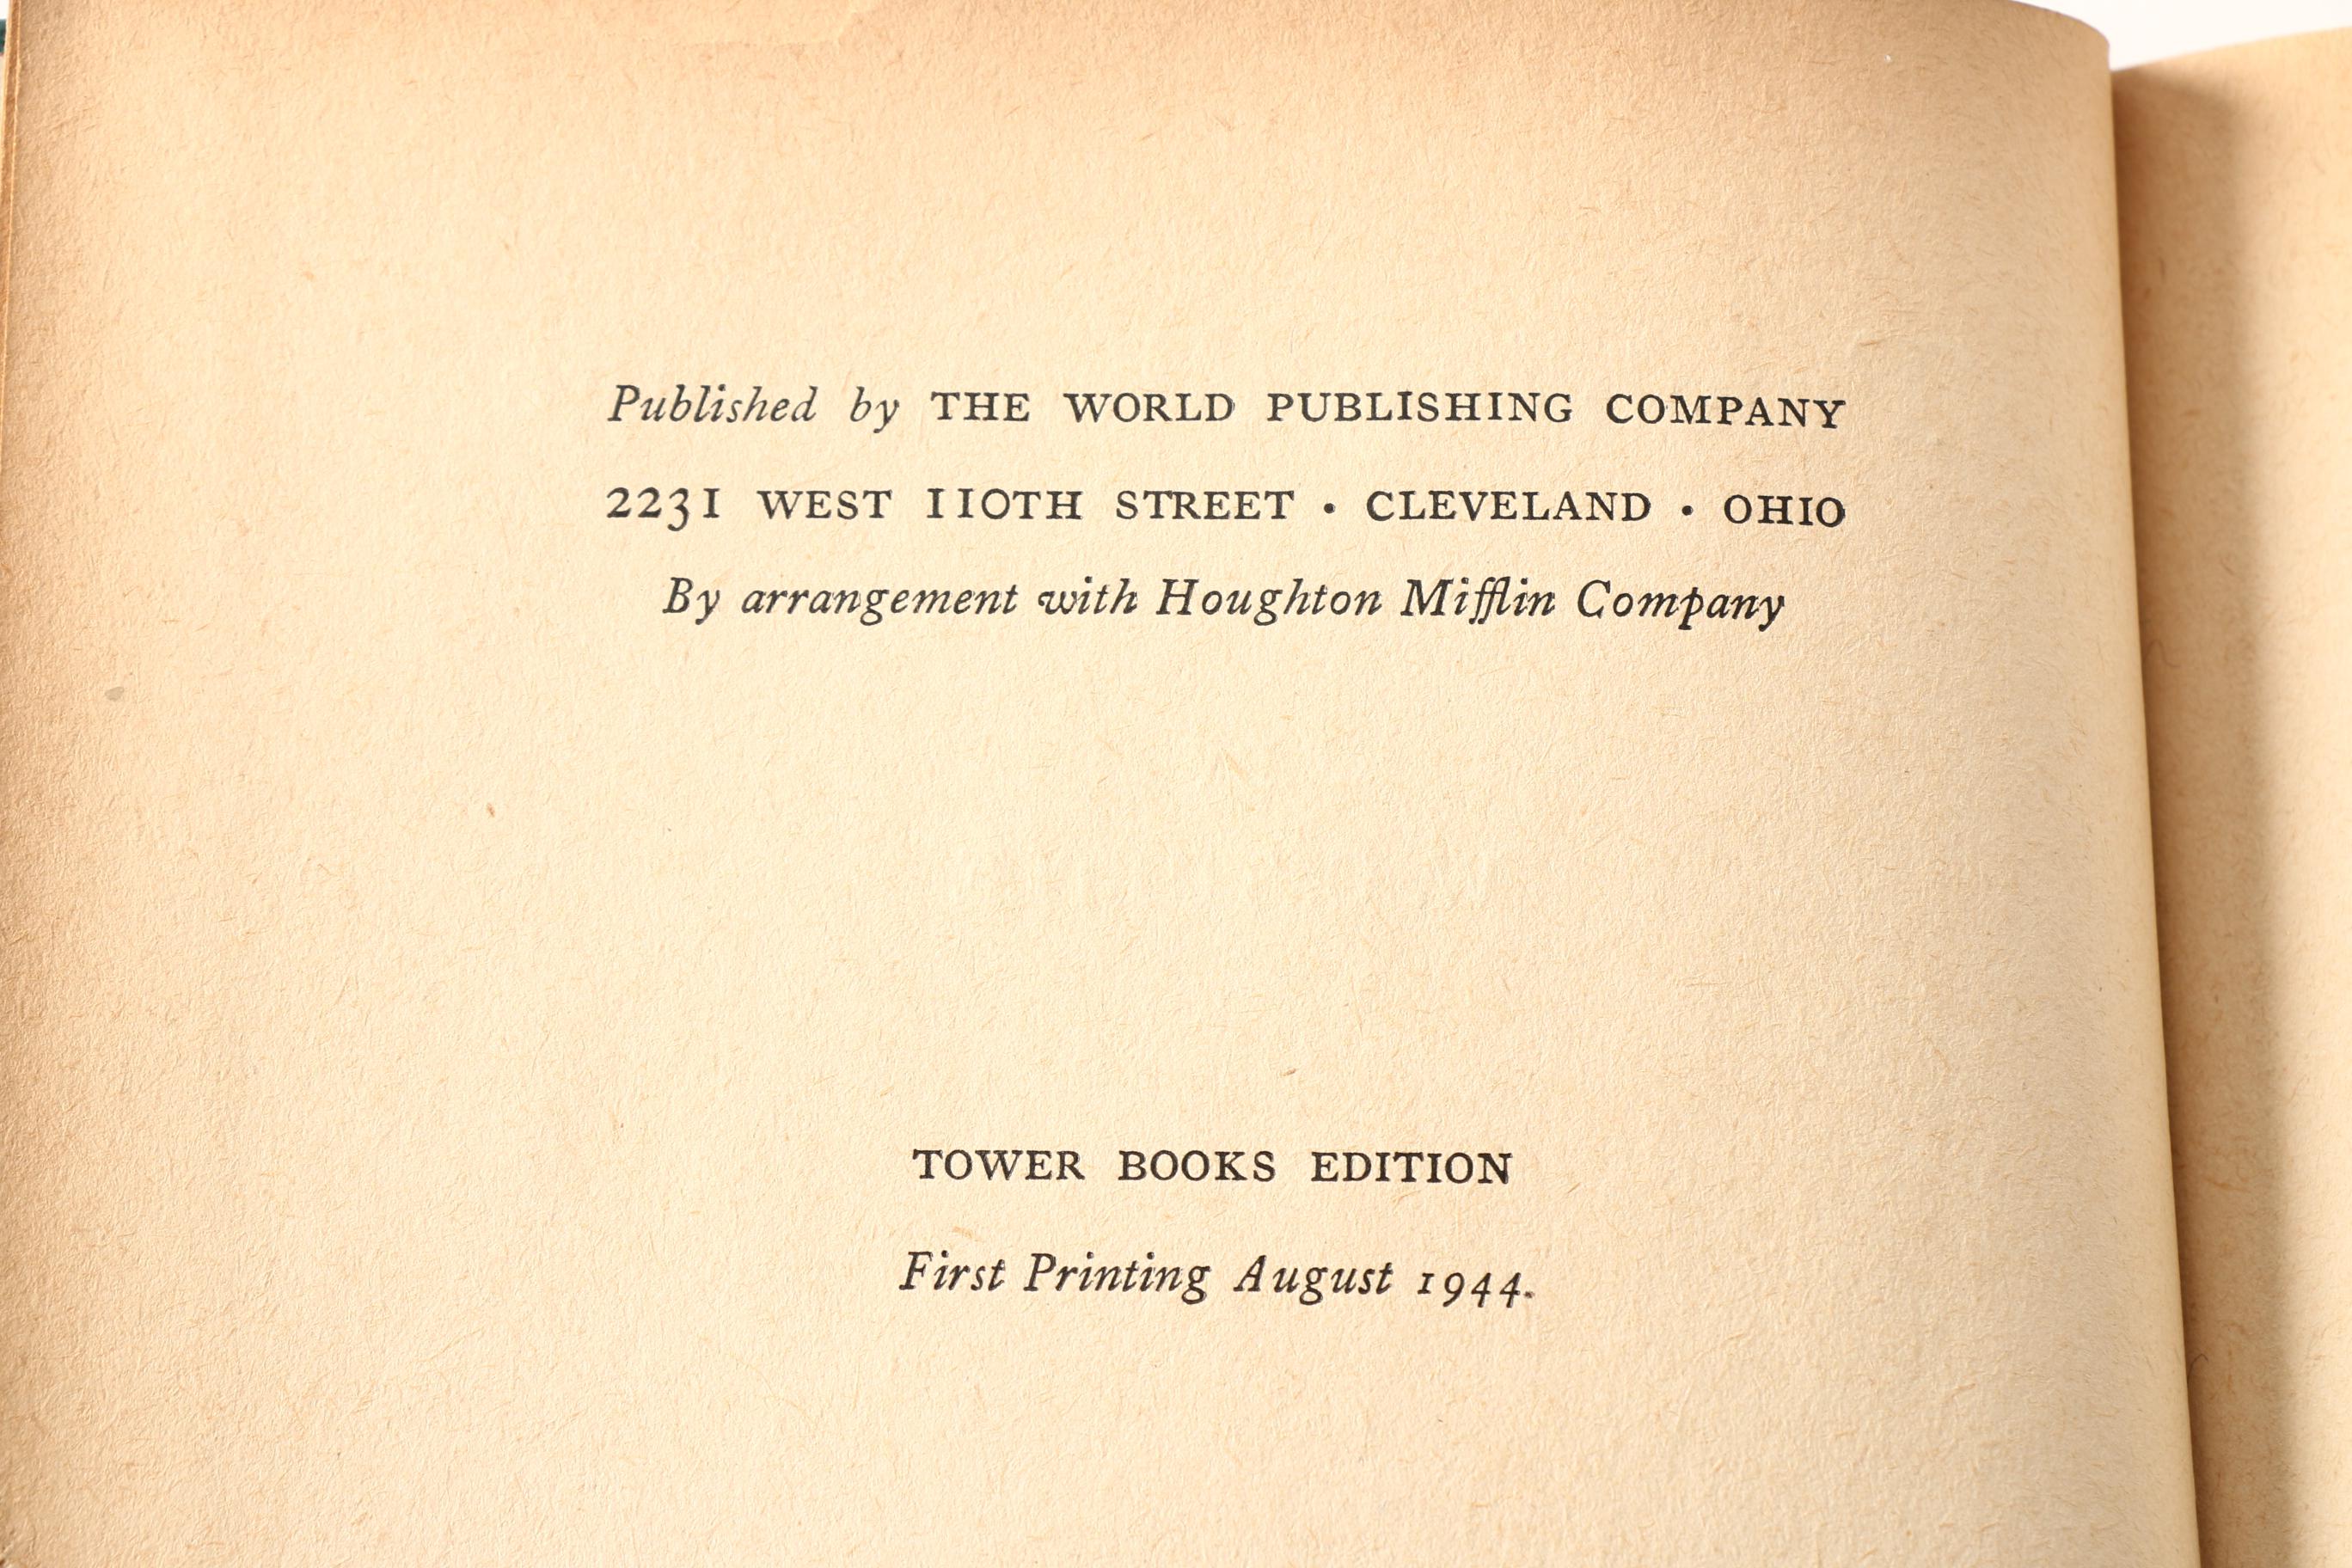 Published by THE WORLD PUBLISHING COMPANY
2231 WEST 110TH STREET • CLEVELAND • OHIO
By arrangement with Houghton Mifflin Company
TOWER BOOKS EDITION
First Printing August 1944.